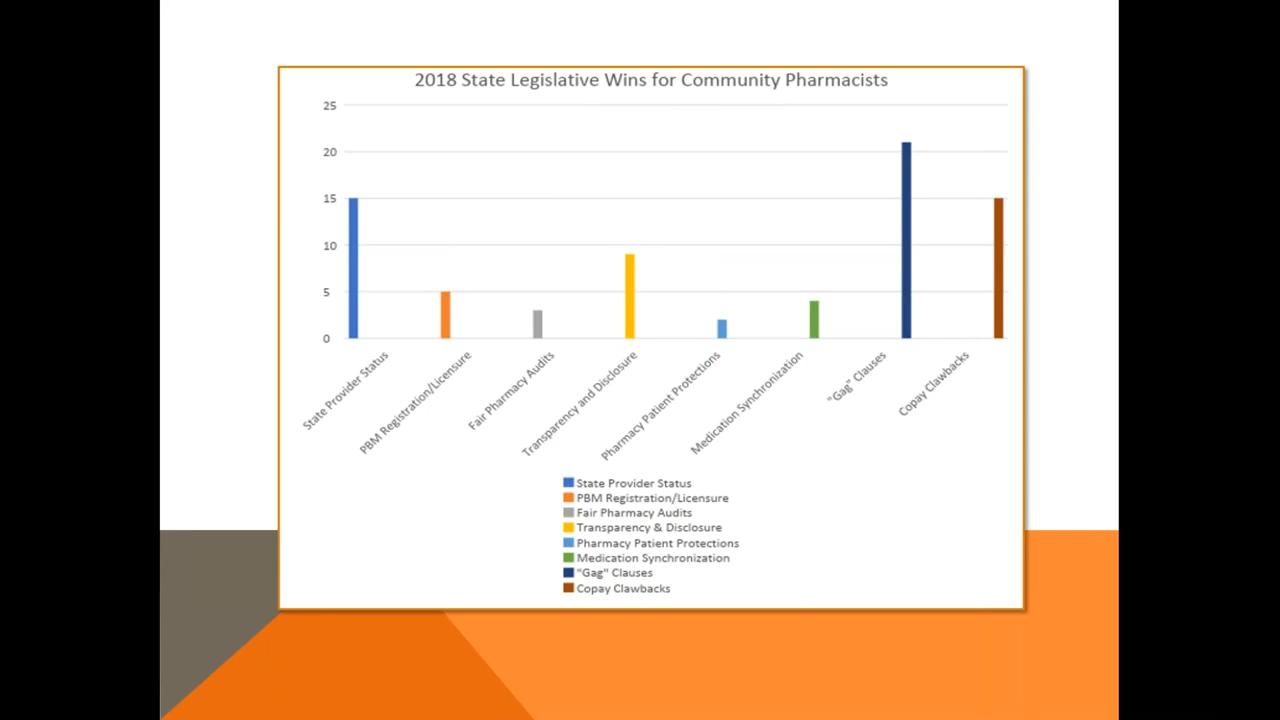 2018 State Legislative Wins for Community Pharmacists
25
20
15
10
5
0
State Provider Status
PBM Registration/Licensure
Fair Pharmacy Audits
Transparency and Disclosure
Pharmacy Patient Protections
Medication Synchronization
"Gag" Clauses
Copay Clawbacks
State Provider Status
PBM Registration/Licensure
Fair Pharmacy Audits
Transparency & Disclosure
Pharmacy Patient Protections
Medication Synchronization
"Gag" Clauses
Copay Clawbacks